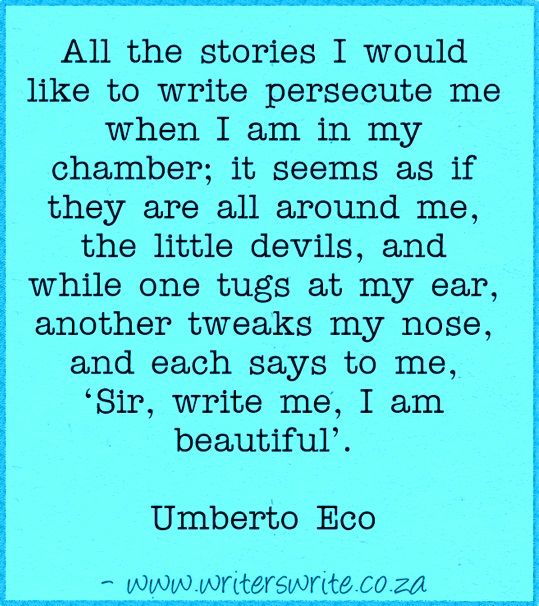 All the stories I would
like to write persecute me
when I am in my
chamber; it seems as if
they are all around me,
the little devils, and
while one tugs at my ear,
another tweaks my nose,
and each says to me,
‘Sir, write me, I am
beautiful’.
Umberto Eco
- www.writerswrite.co.za